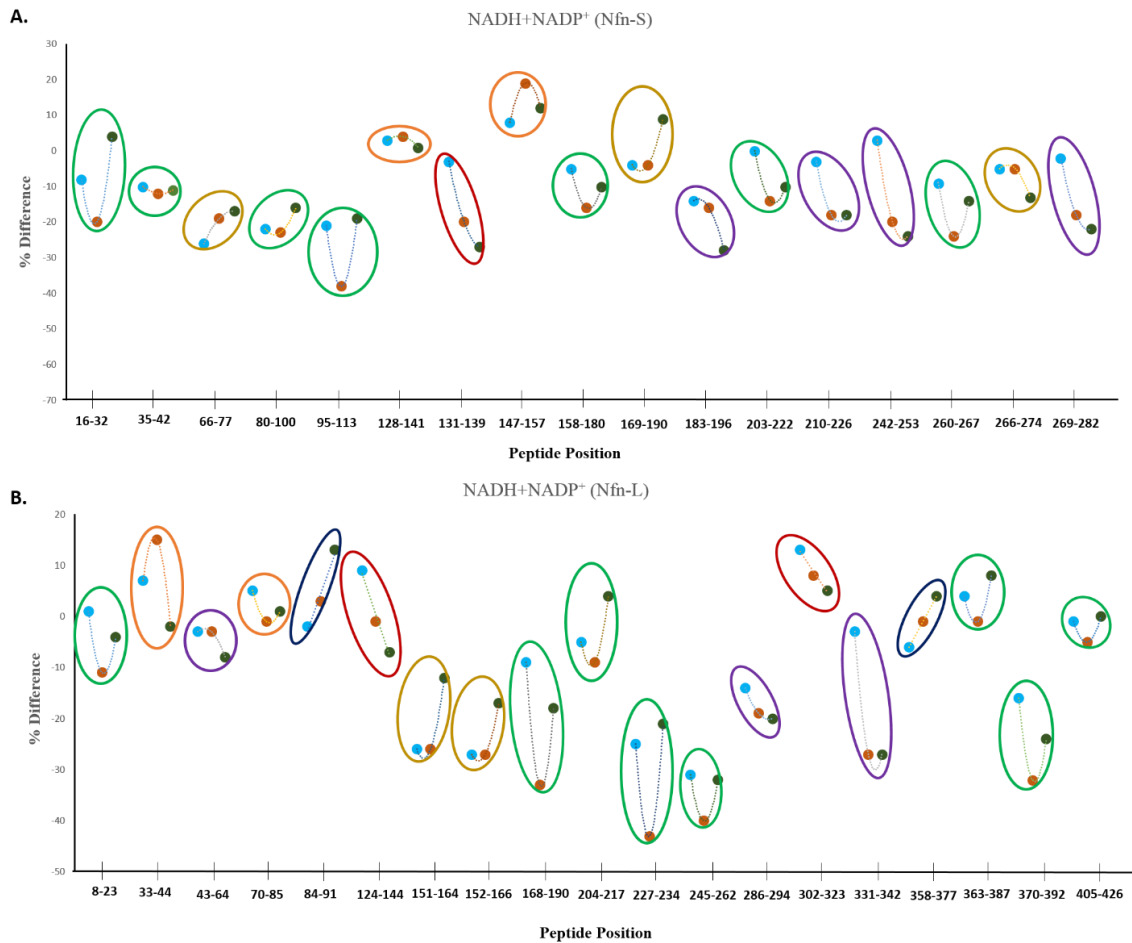 A.
NADH+NADP⁺ (Nfn-S)
30
20
10
0
-10
-20
-30
-40
-50
-60
-70
% Difference
16-32 35-42 66-77 80-100 95-113 128-141 131-139 147-157 158-180 169-190 183-196 203-222 210-226 242-253 260-267 266-274 269-282
Peptide Position
B.
NADH+NADP⁺ (Nfn-L)
20
10
0
-10
-20
-30
-40
-50
% Difference
8-23 33-44 43-64 70-85 84-91 124-144 151-164 152-166 168-190 204-217 227-234 245-262 286-294 302-323 331-342 358-377 363-387 370-392 405-426
Peptide Position